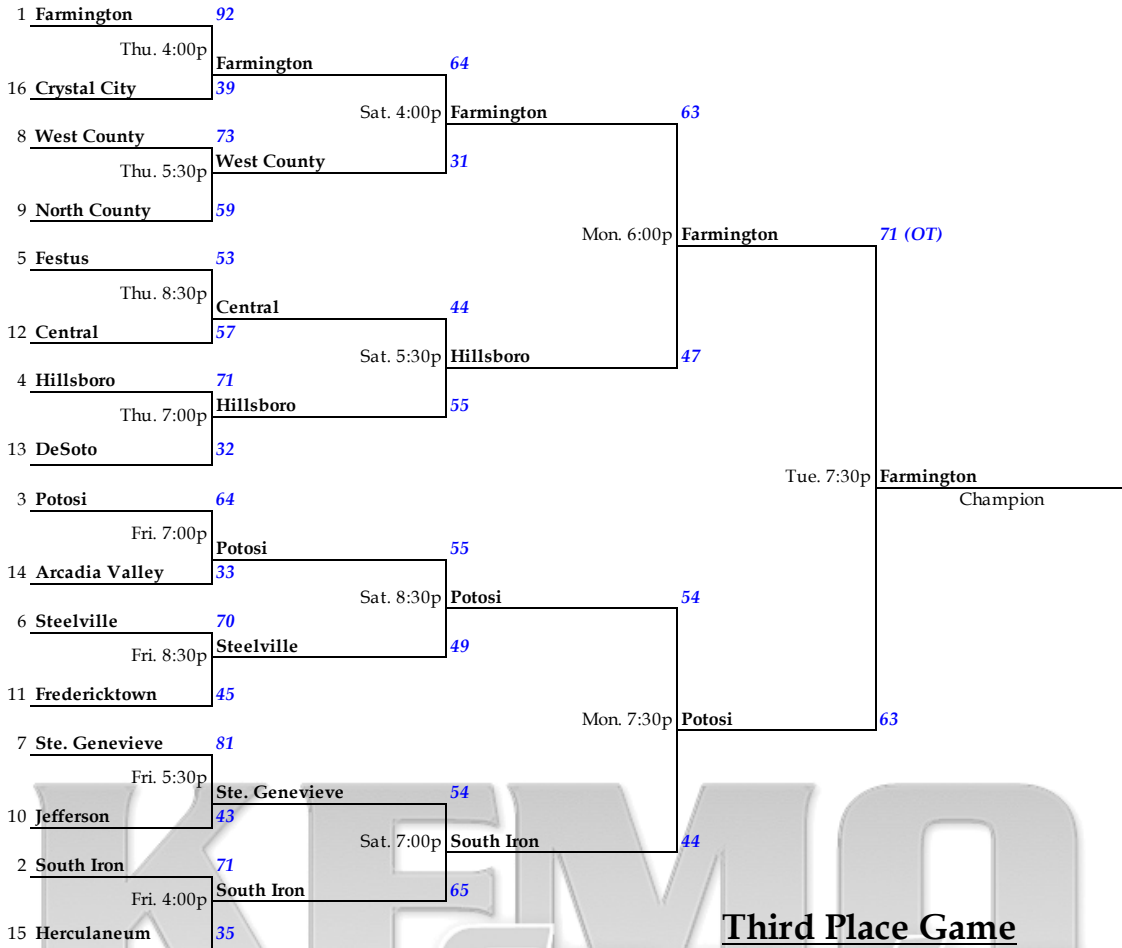 1 Farmington 92
Thu. 4:00p
Farmington 64
16 Crystal City 39
Sat. 4:00p Farmington 63
8 West County 73
Thu. 5:30p West County 31
9 North County 59
Mon. 6:00p Farmington 71 (OT)
5 Festus 53
Thu. 8:30p
Central 44
12 Central 57
Sat. 5:30p Hillsboro 47
4 Hillsboro 71
Thu. 7:00p Hillsboro 55
13 DeSoto 32
Tue. 7:30p Farmington
Champion
3 Potosi 64
Fri. 7:00p
Potosi 55
14 Arcadia Valley 33
Sat. 8:30p Potosi 54
6 Steelville 70
Fri. 8:30p Steelville 49
11 Fredericktown 45
Mon. 7:30p Potosi 63
7 Ste. Genevieve 81
Fri. 5:30p
Ste. Genevieve 54
10 Jefferson 43
Sat. 7:00p South Iron 44
2 South Iron 71
Fri. 4:00p South Iron 65
15 Herculaneum 35
Third Place Game
KFMO